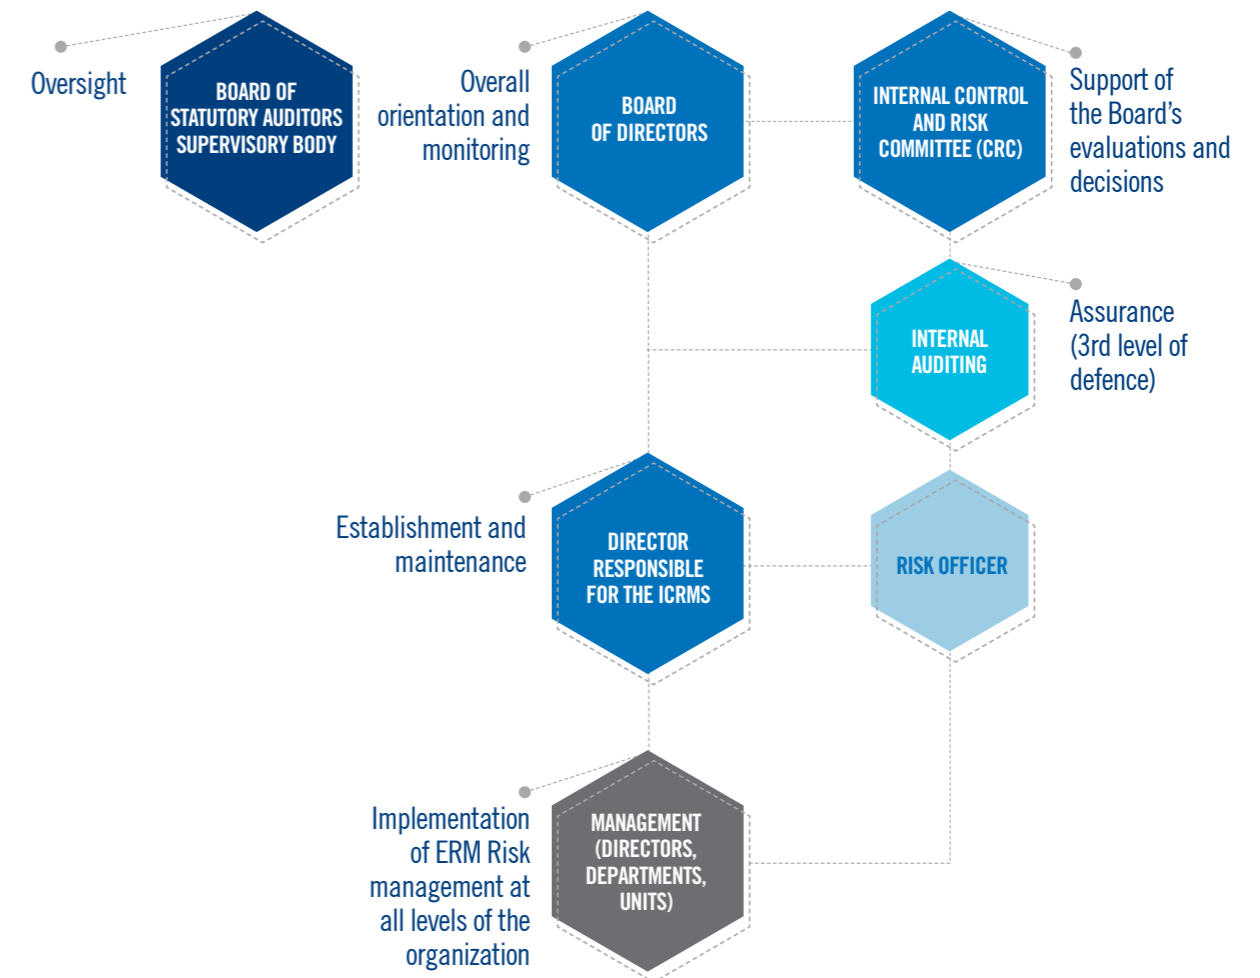 Oversight
BOARD OF
STATUTORY AUDITORS
SUPERVISORY BODY
Overall
orientation and
monitoring
BOARD
OF DIRECTORS
INTERNAL CONTROL
AND RISK
COMMITTEE (CRC)
Support of
the Board’s
evaluations and
decisions
INTERNAL
AUDITING
Assurance
(3rd level of
defence)
Establishment and
maintenance
DIRECTOR
RESPONSIBLE
FOR THE ICRMS
RISK OFFICER
Implementation
of ERM Risk
management at
all levels of the
organization
MANAGEMENT
(DIRECTORS,
DEPARTMENTS,
UNITS)